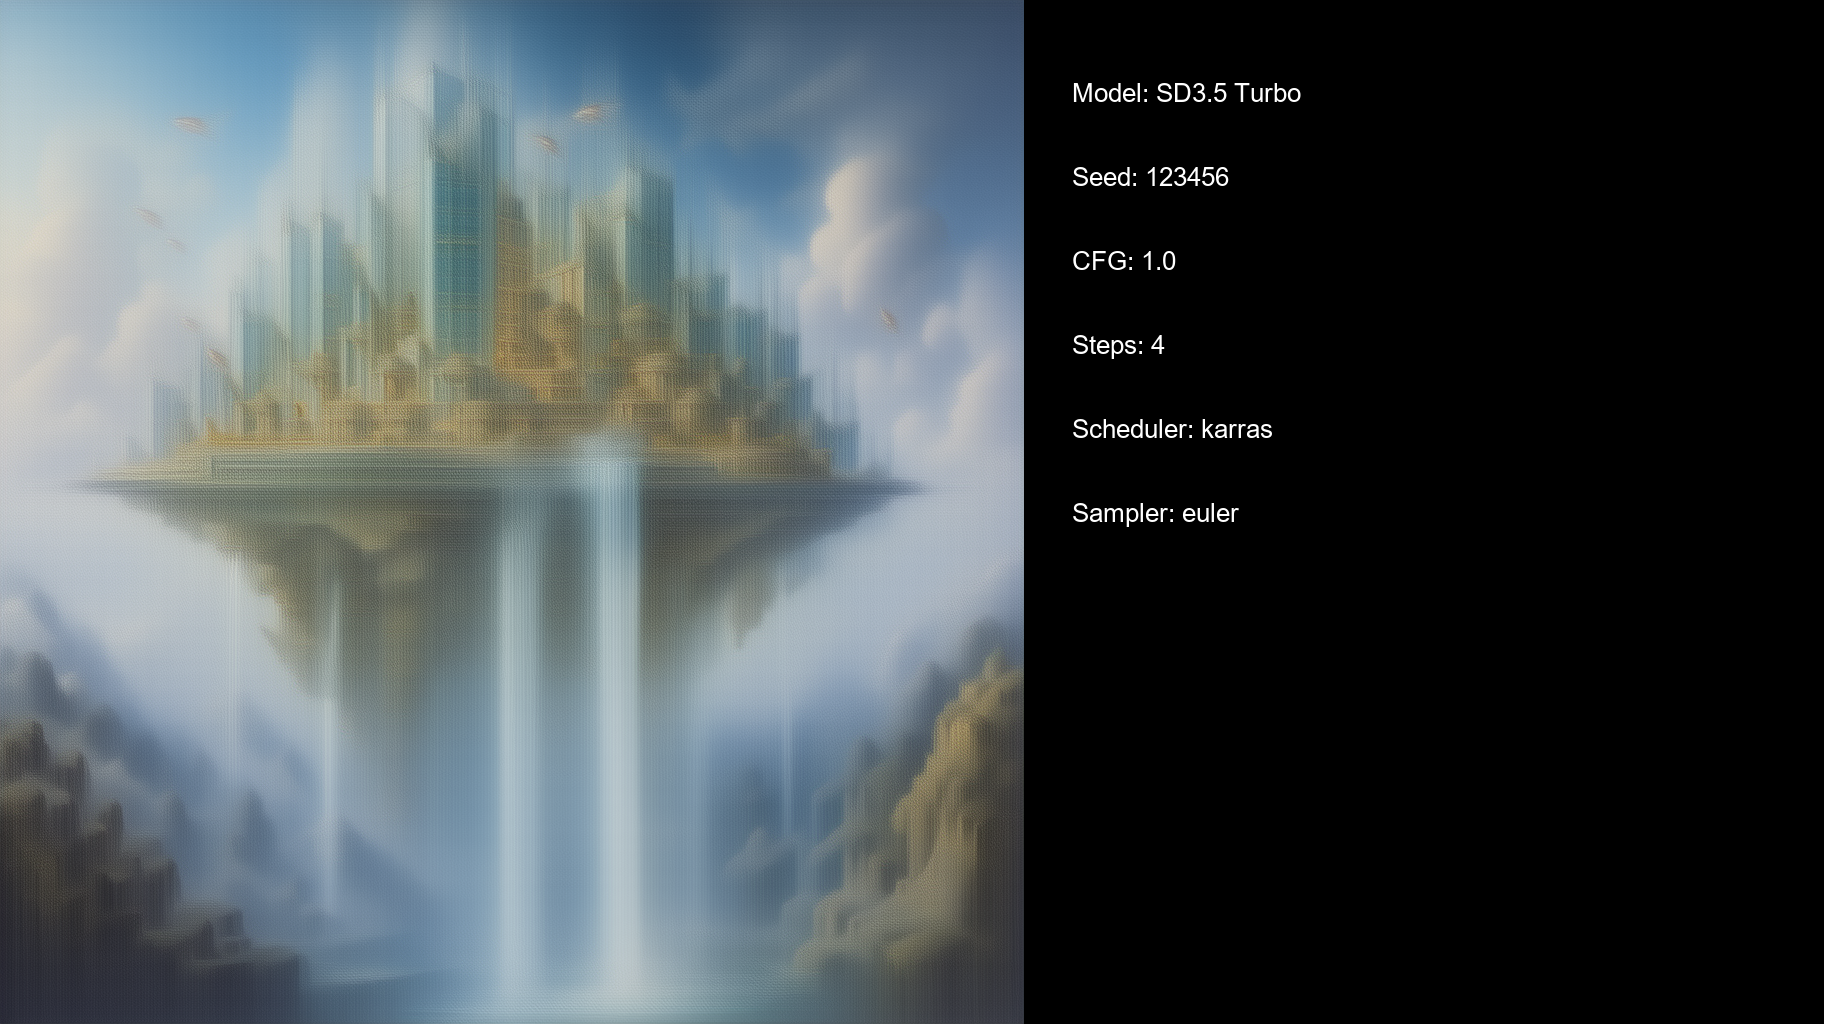 Model: SD3.5 Turbo
Seed: 123456
CFG: 1.0
Steps: 4
Scheduler: karras
Sampler: euler